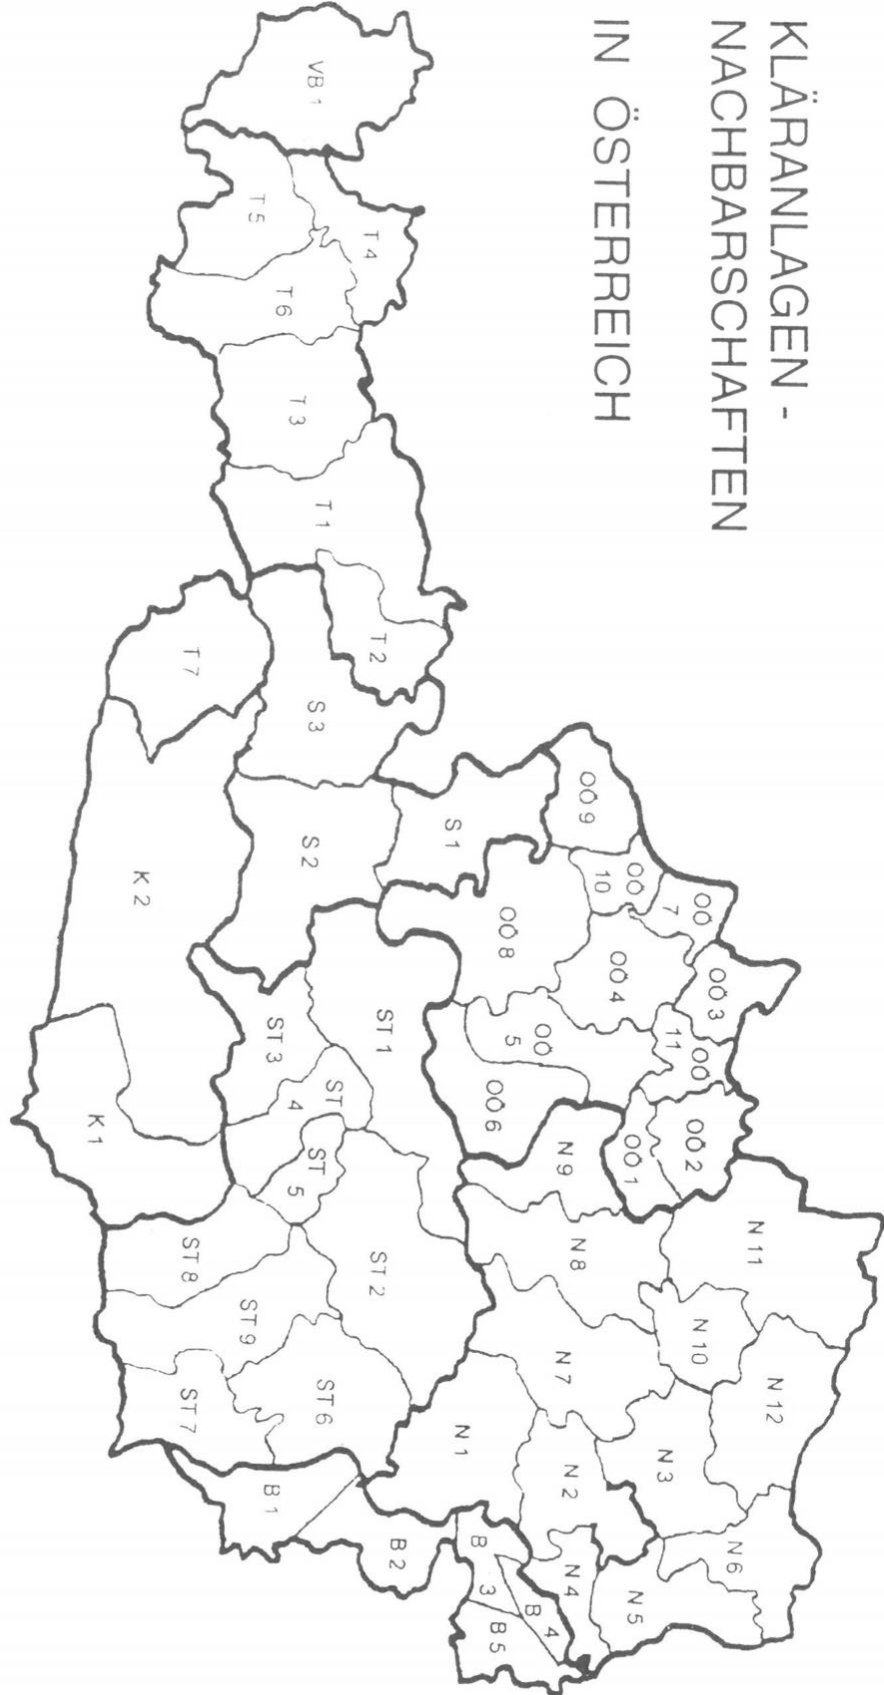 KLÄRANLAGEN -
NACHBARSCHAFTEN
IN ÖSTERREICH
N 11
N 12
N 6
OÖ 3
OÖ 2
N 10
N 3
N 5
OÖ 7
OÖ 11
OÖ 1
OÖ 9
OÖ 10
OÖ 4
N 9
N 8
N 7
N 2
N 4
OÖ 8
OÖ 5
OÖ 6
B 4
S 1
N 1
B 3
B 5
VB 1
T 4
T 2
ST 1
ST 2
B 2
T 5
T 6
T 3
T 1
S 3
S 2
ST 3
ST 4
ST 5
ST 9
ST 6
B 1
T 7
K 2
K 1
ST 8
ST 7